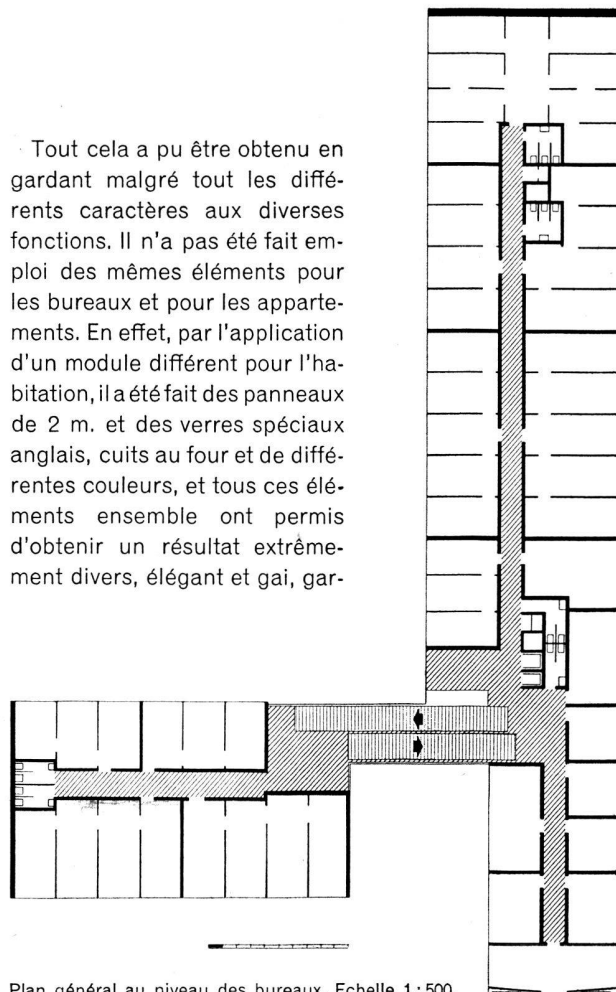 Tout cela a pu être obtenu en
gardant malgré tout les diffé-
rents caractères aux diverses
fonctions. Il n'a pas été fait em-
ploi des mêmes éléments pour
les bureaux et pour les apparte-
ments. En effet, par l'application
d'un module différent pour l'ha-
bitation, il a été fait des panneaux
de 2 m. et des verres spéciaux
anglais, cuits au four et de diffé-
rentes couleurs, et tous ces élé-
ments ensemble ont permis
d'obtenir un résultat extrême-
ment divers, élégant et gai, gar-
Plan général au niveau des bureaux. Echelle 1 : 500